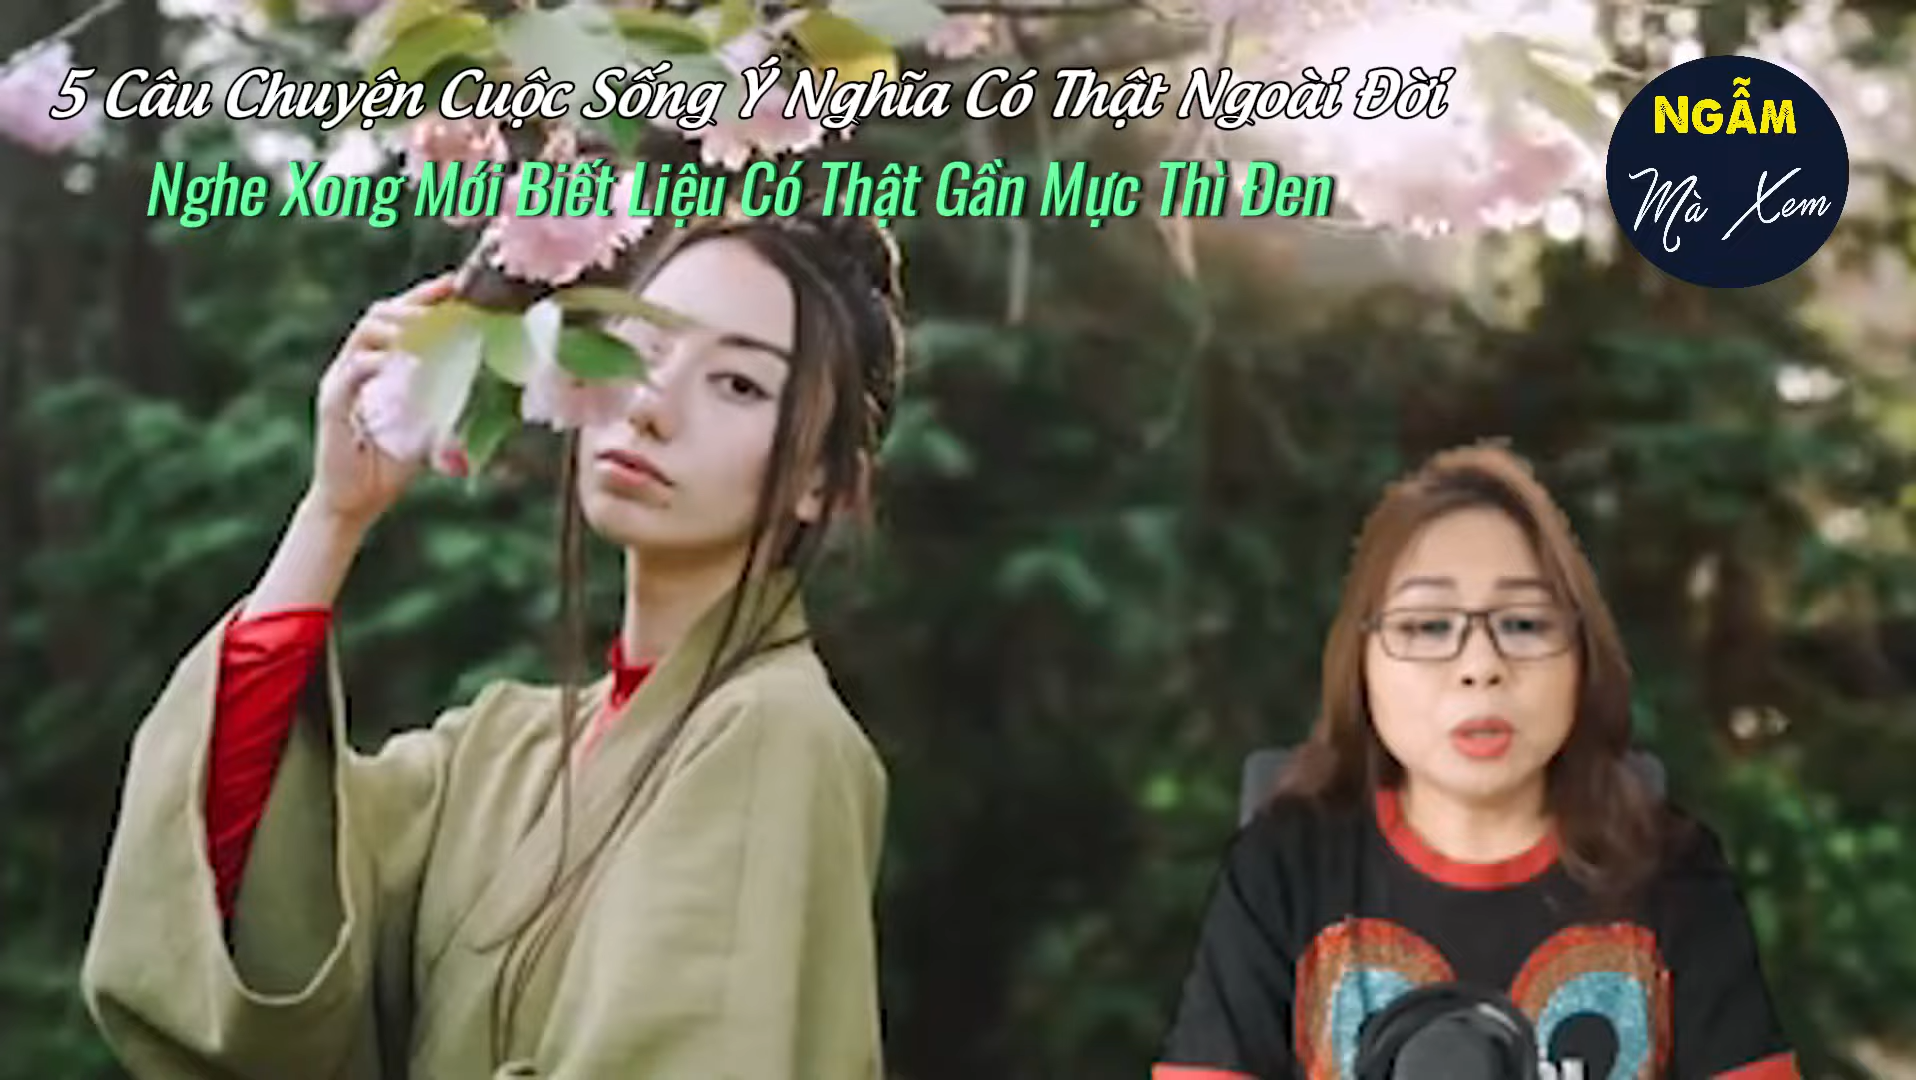 5 Câu Chuyện Cuộc Sống Ý Nghĩa Có Thật Ngoài Đời
Nghe Xong Mới Biết Liệu Có Thật Gần Mực Thì Đen
NGẪM
Mà Xem